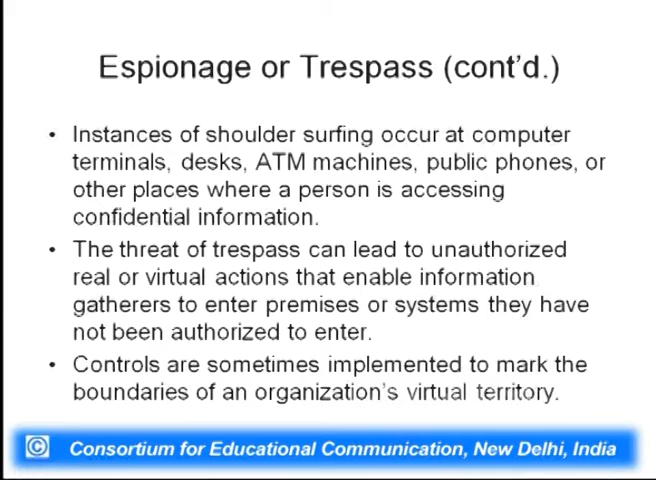 Espionage or Trespass (cont'd.)
• Instances of shoulder surfing occur at computer
terminals, desks, ATM machines, public phones, or
other places where a person is accessing
confidential information.
• The threat of trespass can lead to unauthorized
real or virtual actions that enable information
gatherers to enter premises or systems they have
not been authorized to enter.
• Controls are sometimes implemented to mark the
boundaries of an organization's virtual territory.
© Consortium for Educational Communication, New Delhi, India